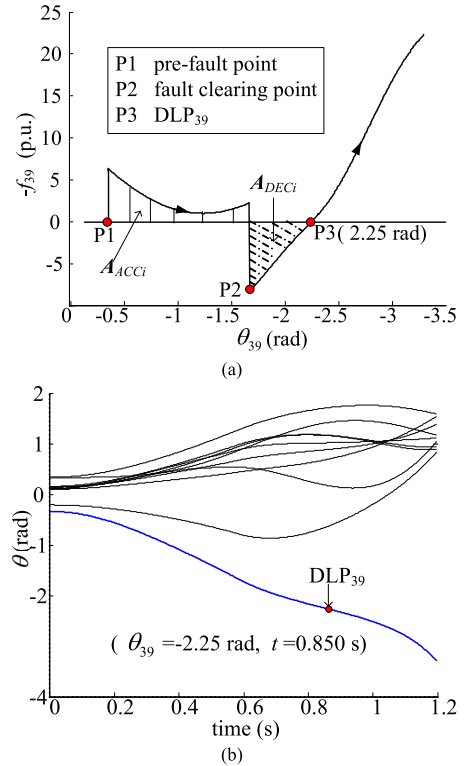 25
20
15
10
5
0
-5
-f39 (p.u.)
P1 pre-fault point
P2 fault clearing point
P3 DLP39
ADECi
P1
AACCi
P2
P3( 2.25 rad)
0 -0.5 -1 -1.5 -2 -2.5 -3 -3.5
θ39 (rad)
(a)
2
1
0
-1
-2
-4
θ (rad)
DLP39
( θ39 =-2.25 rad, t =0.850 s)
0 0.2 0.4 0.6 0.8 1 1.2
time (s)
(b)